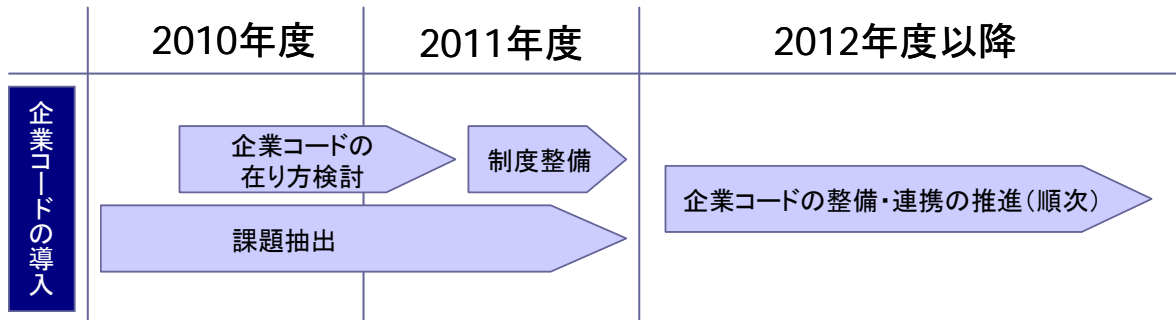 2010年度
2011年度
2012年度以降
企業コードの導入
企業コードの
在り方検討
制度整備
企業コードの整備・連携の推進（順次）
課題抽出